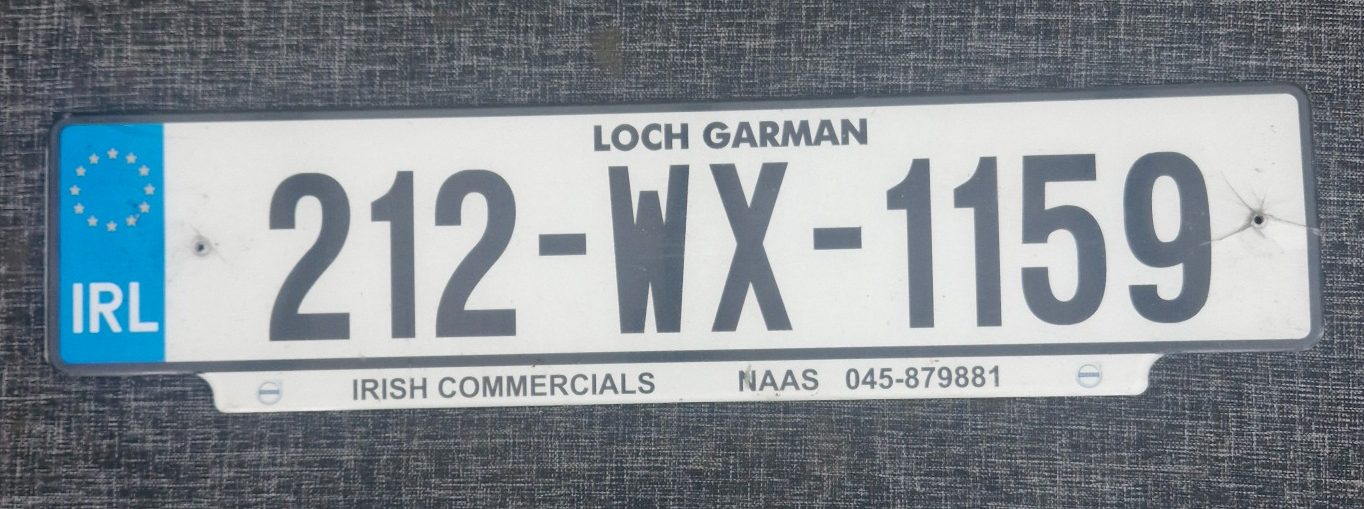 LOCH GARMAN
IRL 212-WX-1159
IRISH COMMERCIALS NAAS 045-879881